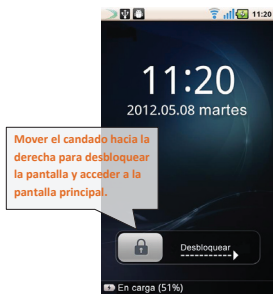 11:20
11:20
2012.05.08 martes
Mover el candado hacia la
derecha para desbloquear
la pantalla y acceder a la
pantalla principal.
Desbloquear
En carga (51%)